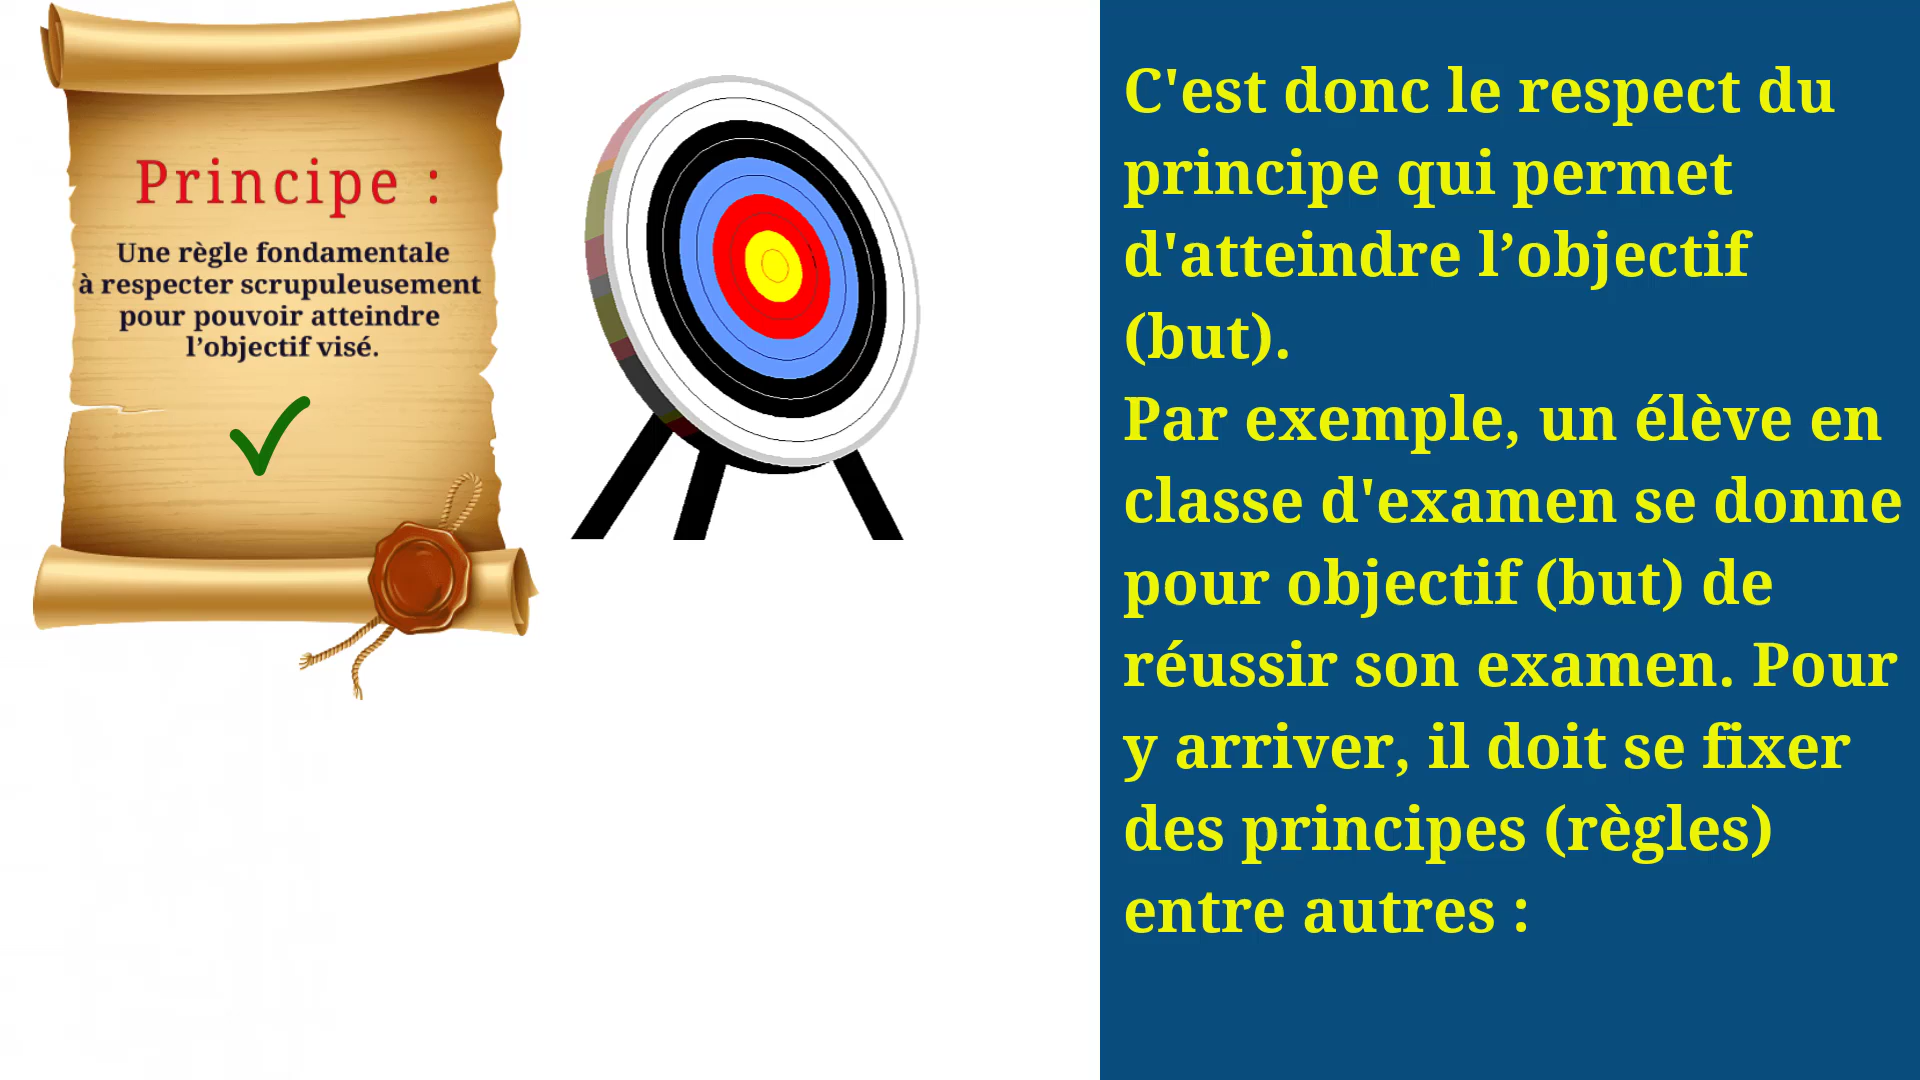 Principe :
Une règle fondamentale
à respecter scrupuleusement
pour pouvoir atteindre
l’objectif visé.
C'est donc le respect du
principe qui permet
d'atteindre l’objectif
(but).
Par exemple, un élève en
classe d'examen se donne
pour objectif (but) de
réussir son examen. Pour
y arriver, il doit se fixer
des principes (règles)
entre autres :